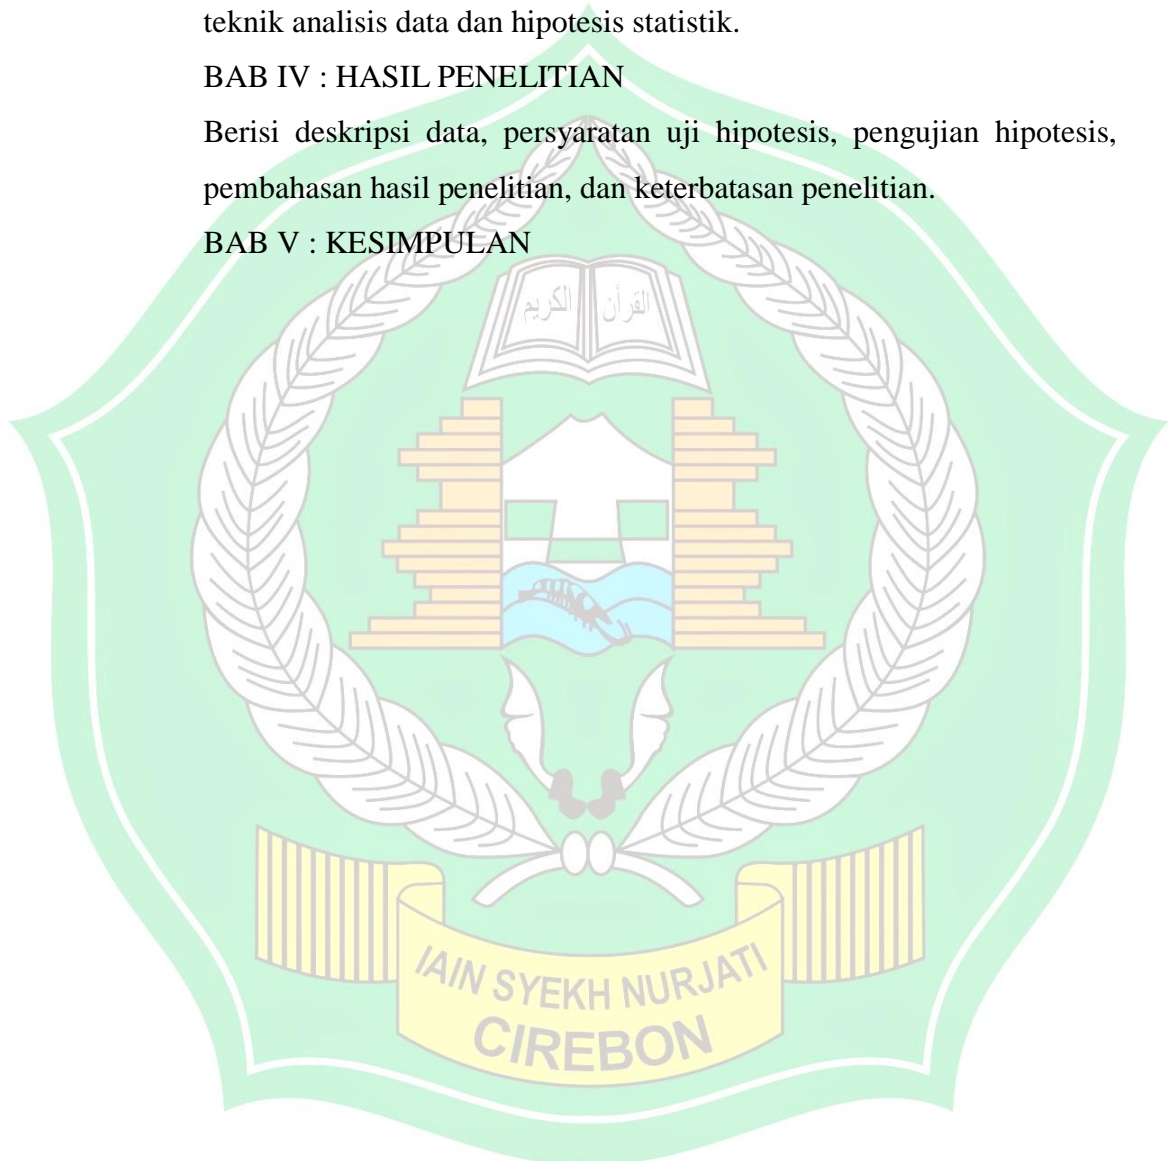 teknik analisis data dan hipotesis statistik.
BAB IV : HASIL PENELITIAN
Berisi deskripsi data, persyaratan uji hipotesis, pengujian hipotesis,
pembahasan hasil penelitian, dan keterbatasan penelitian.
BAB V : KESIMPULAN
القرآن الكريم
IAIN SYEKH NURJATI
CIREBON